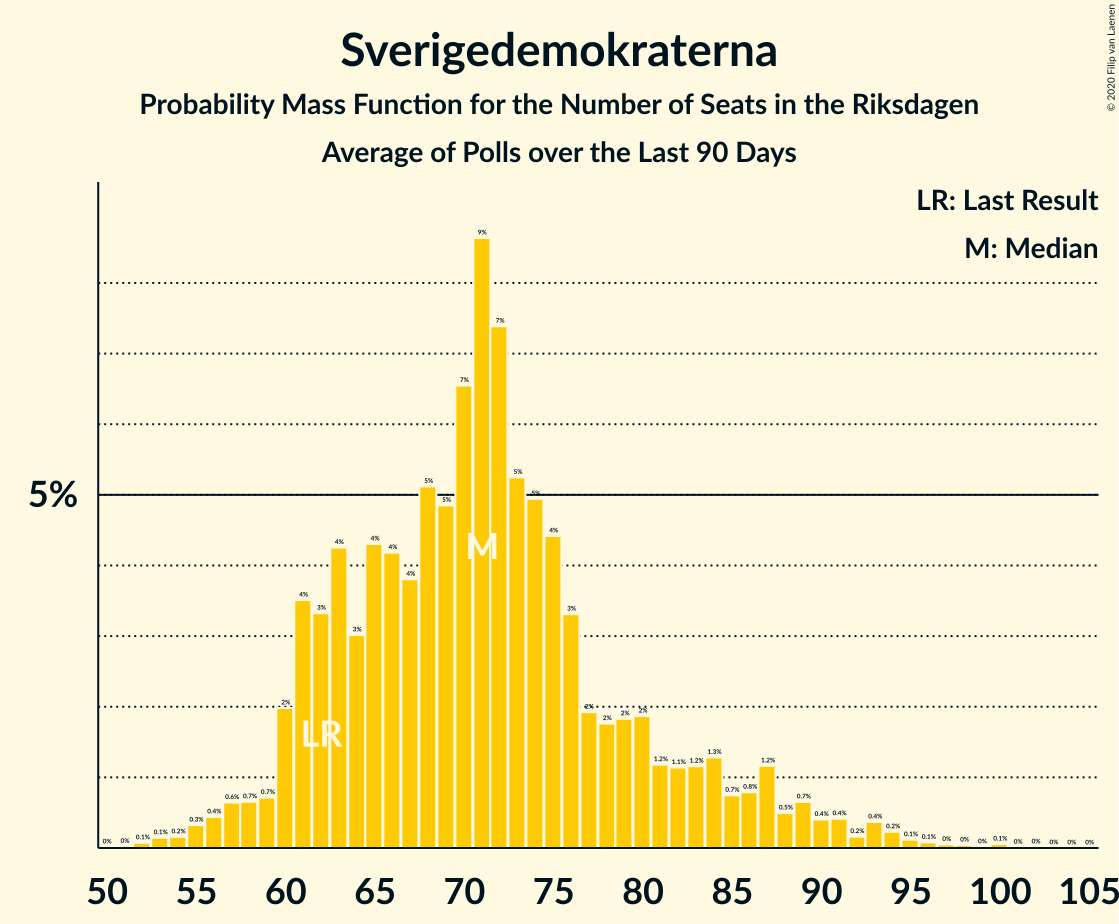 Sverigedemokraterna
Probability Mass Function for the Number of Seats in the Riksdagen
Average of Polls over the Last 90 Days
© 2020 Filip van Laenen
LR: Last Result
M: Median
5%
0% 0% 0.1% 0.1% 0.2% 0.3% 0.4% 0.6% 0.7% 0.7% 2% 4% 3% 4% 3% 4% 4% 4% 5% 5% 7% 9% 7% 5% 5% 4% 3% 2% 2% 2% 2% 1.2% 1.1% 1.2% 1.3% 0.7% 0.8% 1.2% 0.5% 0.7% 0.4% 0.4% 0.2% 0.4% 0.2% 0.1% 0.1% 0% 0% 0% 0.1% 0% 0% 0% 0% 0%
M
LR
50 55 60 65 70 75 80 85 90 95 100 105